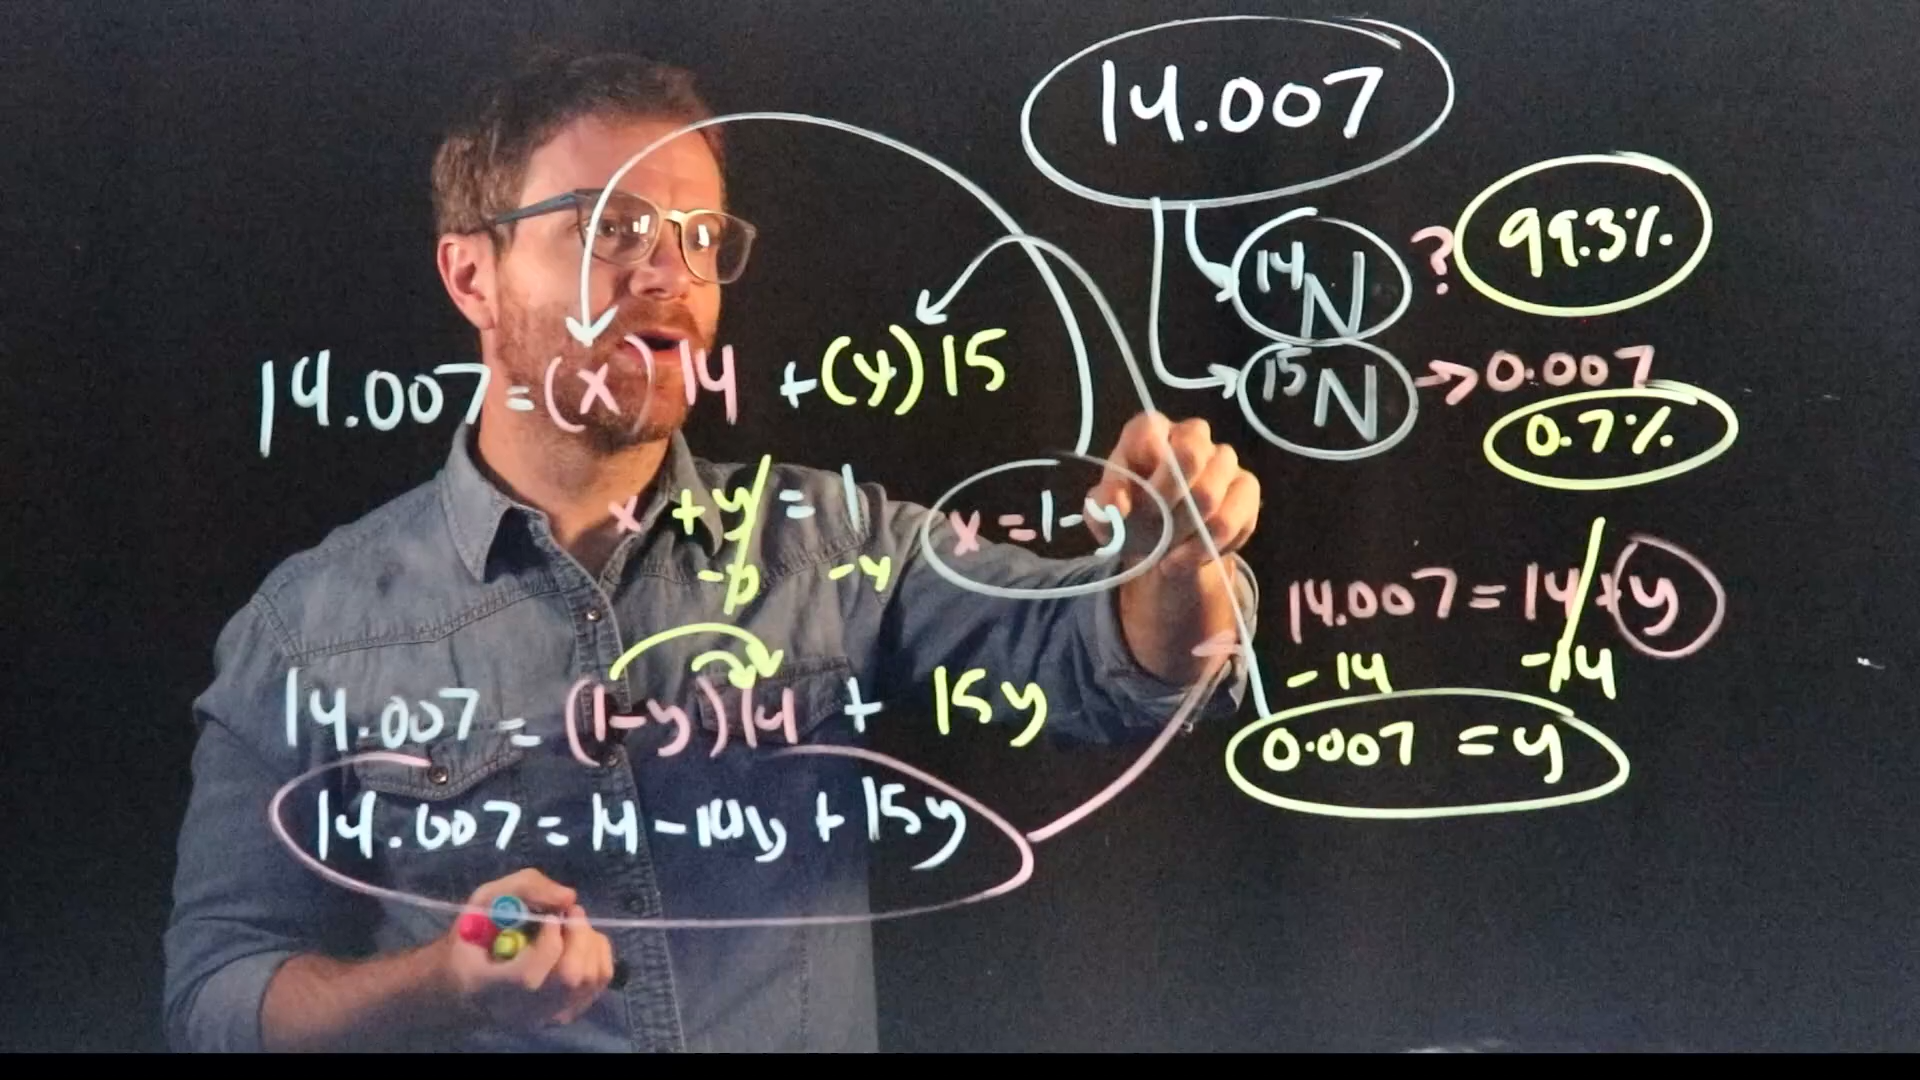 14.007
14N ? 99.3%
15N → 0.007
0.7%
14.007 = (x)14 + (y)15
x + y = 1
-y -y
x = 1-y
14.007 = (1-y)14 + 15y
14.007 = 14 - 14y + 15y
14.007 = 14 + y
-14 -14
0.007 = y